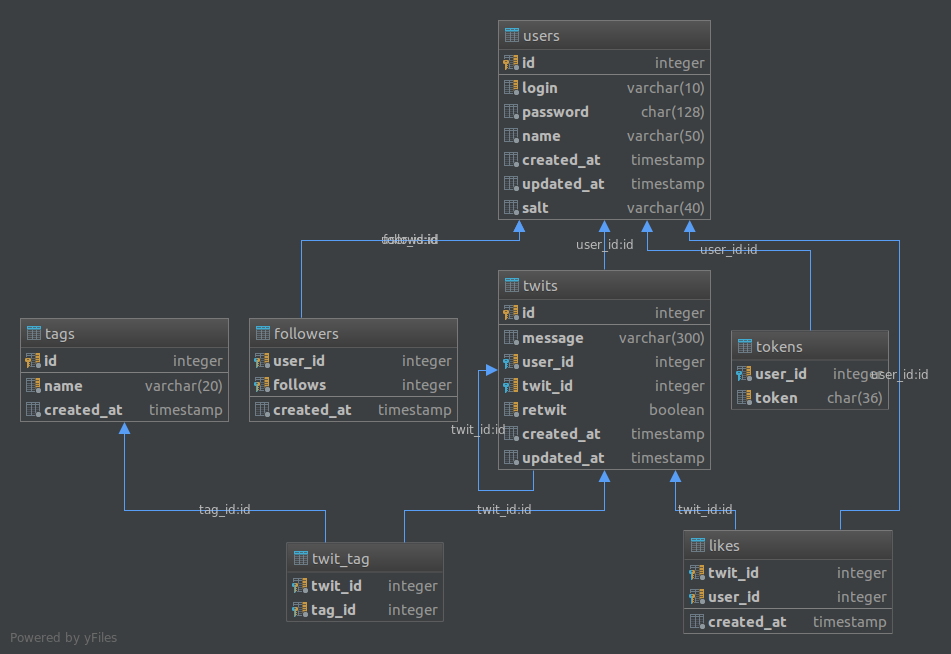 users
id integer
login varchar(10)
password char(128)
name varchar(50)
created_at timestamp
updated_at timestamp
salt varchar(40)
user_id:id
user_id:id
twits
id integer
message varchar(300)
user_id integer
twit_id integer
retwit boolean
created_at timestamp
updated_at timestamp
tags
id integer
name varchar(20)
created_at timestamp
followers
user_id integer
follows integer
created_at timestamp
tokens
user_id integer
token char(36)
user_id:id
twit_id:id
tag_id:id
twit_id:id
twit_id:id
twit_tag
twit_id integer
tag_id integer
likes
twit_id integer
user_id integer
created_at timestamp
Powered by yFiles